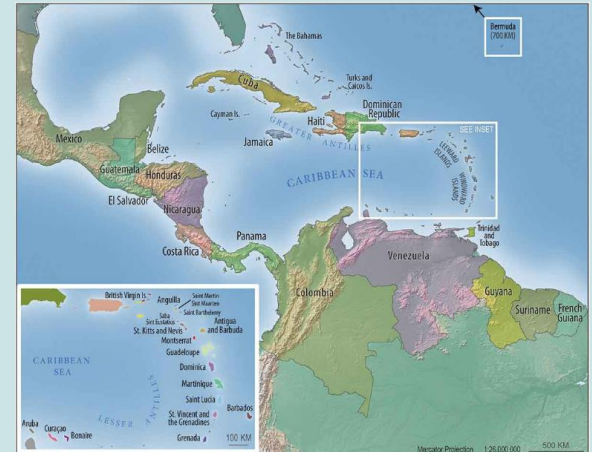 Bermuda
(700 KM)
The Bahamas
Cuba
Turks and
Caicos Is.
Dominican
Republic
Cayman Is.
Haiti
GREATER ANTILLES
Jamaica
SEE INSET
LEEWARD
ISLANDS
WINDWARD
ISLANDS
CARIBBEAN SEA
Mexico
Belize
Guatemala
Honduras
El Salvador
Nicaragua
Costa Rica
Panama
Trinidad
and
Tobago
Venezuela
Colombia
Guyana
Suriname
French
Guiana
British Virgin Is.
Anguilla
Saint Martin
Sint Maarten
Saint Barthelemy
Saba
Sint Eustatius
St. Kitts and Nevis
Antigua
and Barbuda
Montserrat
Guadeloupe
CARIBBEAN
SEA
Dominica
LESSER ANTILLES
Martinique
Saint Lucia
St. Vincent and
the Grenadines
Barbados
Aruba
Curaçao
Bonaire
Grenada
100 KM
Mercator Projection
1:26 000 000
500 KM